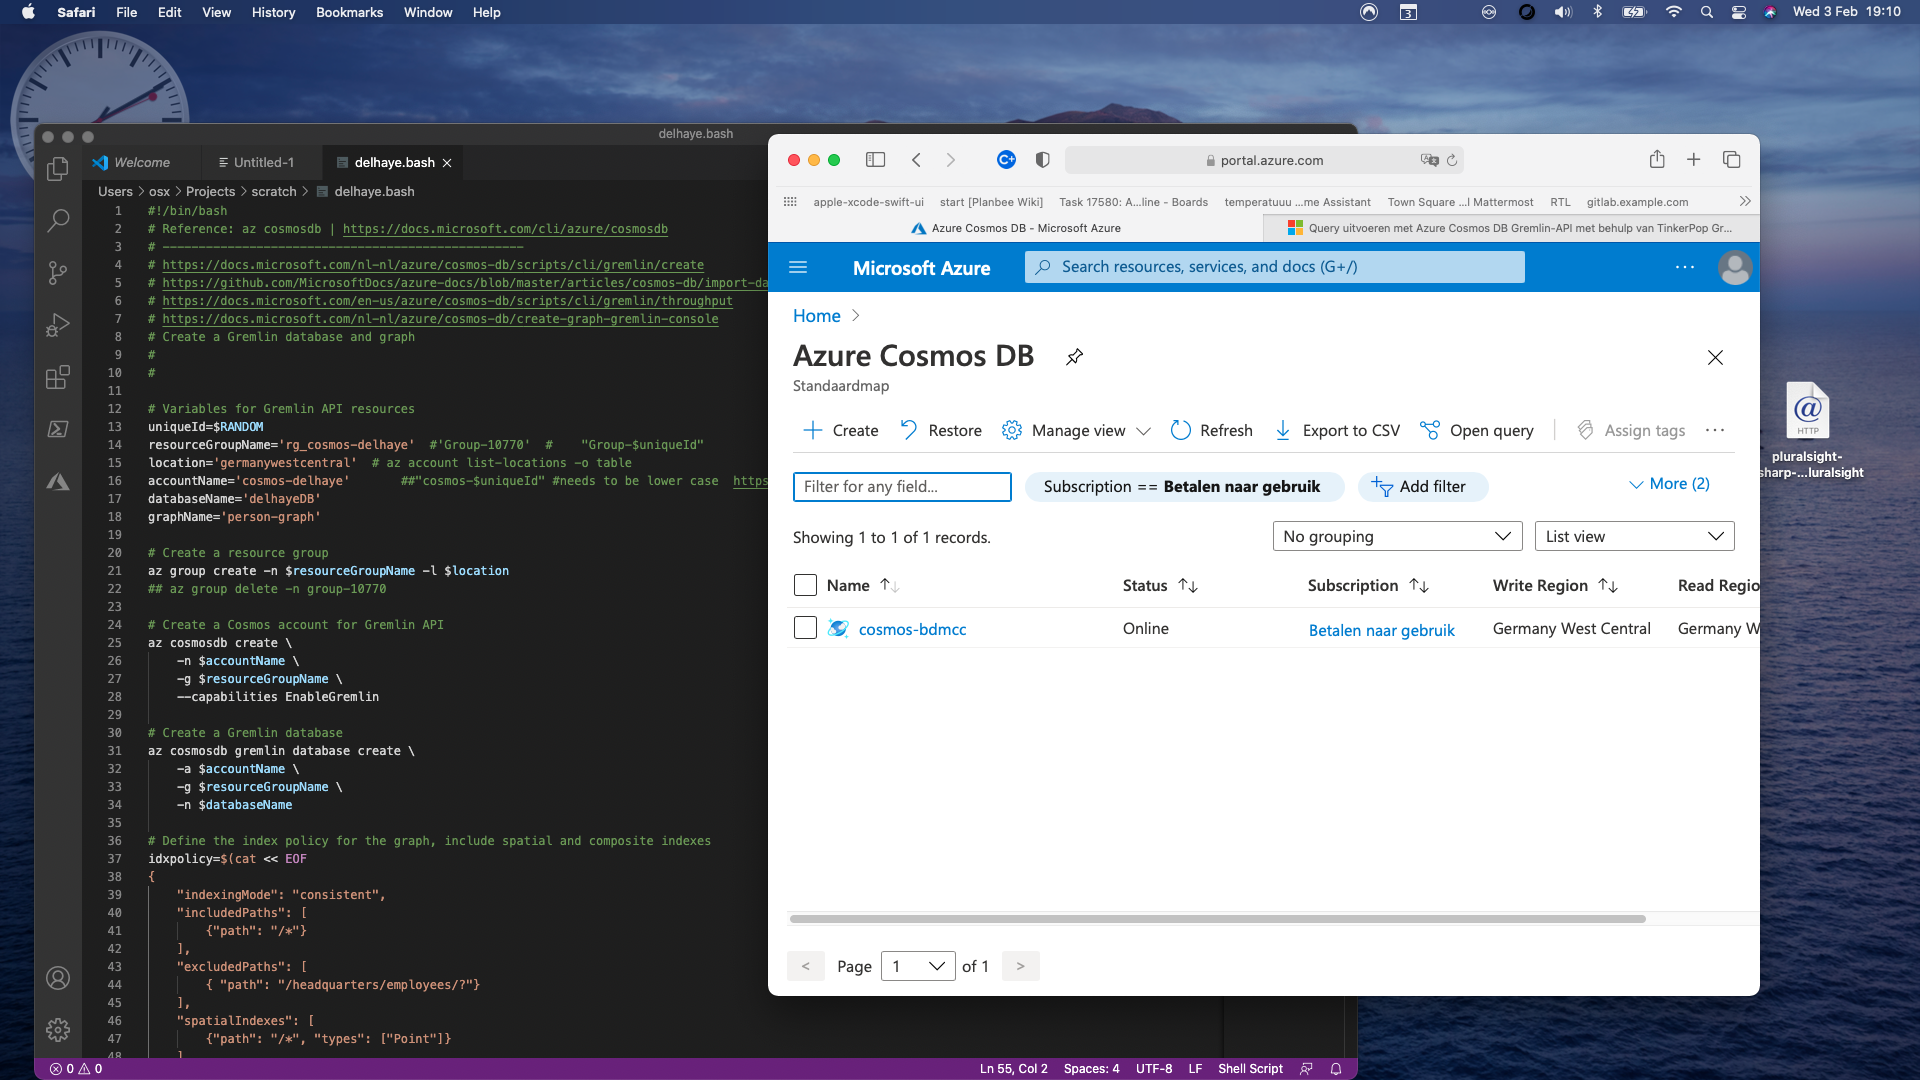 Safari File Edit View History Bookmarks Window Help
3
Wed 3 Feb 19:10
delhaye.bash
Welcome
Untitled-1
delhaye.bash
Users > osx > Projects > scratch > delhaye.bash
1 #!/bin/bash
2 # Reference: az cosmosdb | https://docs.microsoft.com/cli/azure/cosmosdb
3 # --------------------------------------------------
4 # https://docs.microsoft.com/nl-nl/azure/cosmos-db/scripts/cli/gremlin/create
5 # https://github.com/MicrosoftDocs/azure-docs/blob/master/articles/cosmos-db/import-da
6 # https://docs.microsoft.com/en-us/azure/cosmos-db/scripts/cli/gremlin/throughput
7 # https://docs.microsoft.com/nl-nl/azure/cosmos-db/create-graph-gremlin-console
8 # Create a Gremlin database and graph
9 #
10 #
11
12 # Variables for Gremlin API resources
13 uniqueId=$RANDOM
14 resourceGroupName='rg_cosmos-delhaye' #'Group-10770' # "Group-$uniqueId"
15 location='germanywestcentral' # az account list-locations -o table
16 accountName='cosmos-delhaye' ##"cosmos-$uniqueId" #needs to be lower case https
17 databaseName='delhayeDB'
18 graphName='person-graph'
19
20 # Create a resource group
21 az group create -n $resourceGroupName -l $location
22 ## az group delete -n group-10770
23
24 # Create a Cosmos account for Gremlin API
25 az cosmosdb create \
26 -n $accountName \
27 -g $resourceGroupName \
28 --capabilities EnableGremlin
29
30 # Create a Gremlin database
31 az cosmosdb gremlin database create \
32 -a $accountName \
33 -g $resourceGroupName \
34 -n $databaseName
35
36 # Define the index policy for the graph, include spatial and composite indexes
37 idxpolicy=$(cat << EOF
38 {
39 "indexingMode": "consistent",
40 "includedPaths": [
41 {"path": "/*"}
42 ],
43 "excludedPaths": [
44 { "path": "/headquarters/employees/?"}
45 ],
46 "spatialIndexes": [
47 {"path": "/*", "types": ["Point"]}
48 ]
0 0
Ln 55, Col 2 Spaces: 4 UTF-8 LF Shell Script
C+
portal.azure.com
apple-xcode-swift-ui start [Planbee Wiki] Task 17580: A...line - Boards temperatuuu ...me Assistant Town Square ...l Mattermost RTL gitlab.example.com
Azure Cosmos DB - Microsoft Azure
Query uitvoeren met Azure Cosmos DB Gremlin-API met behulp van TinkerPop Gr...
Microsoft Azure
Search resources, services, and docs (G+/)
Home >
Azure Cosmos DB
Standaardmap
Create Restore Manage view Refresh Export to CSV Open query Assign tags
Filter for any field...
Subscription == Betalen naar gebruik
Add filter
More (2)
Showing 1 to 1 of 1 records.
No grouping
List view
Name Status Subscription Write Region Read Regio
cosmos-bdmcc Online Betalen naar gebruik Germany West Central Germany W
< Page 1 of 1 >
@
HTTP
pluralsight-
sharp-...luralsight